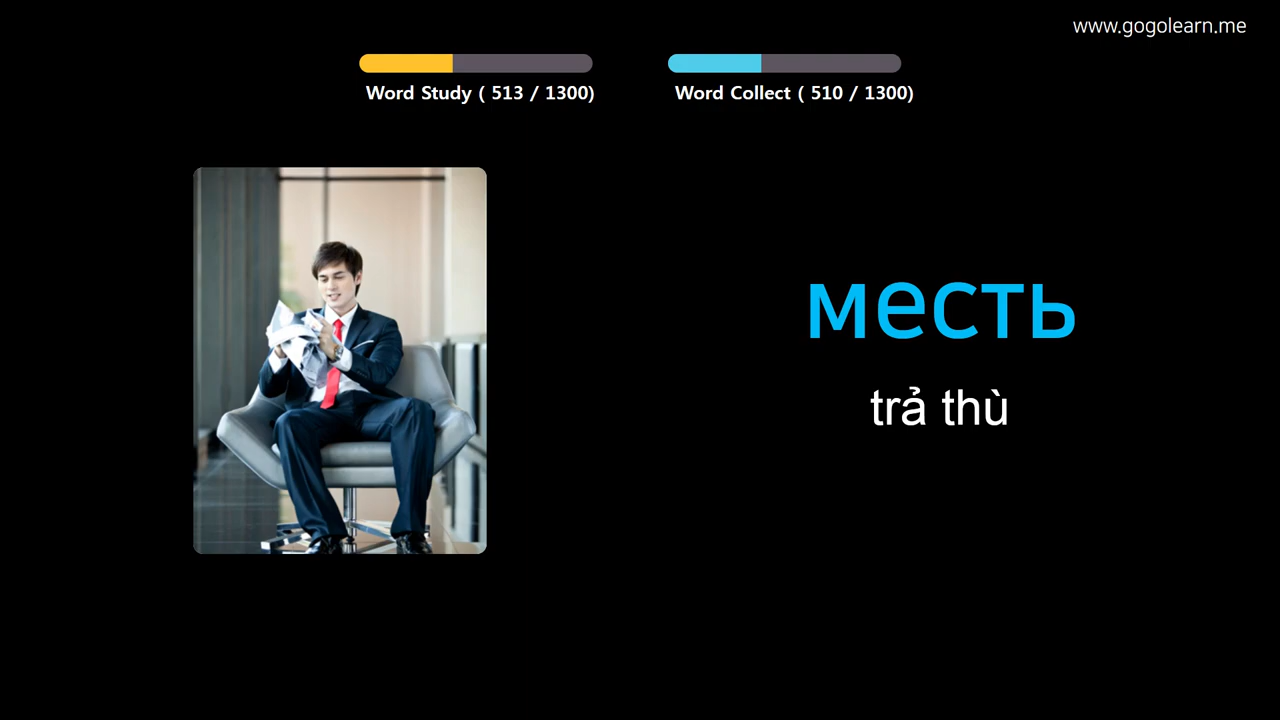 www.gogolearn.me
Word Study ( 513 / 1300)
Word Collect ( 510 / 1300)
месть
trả thù